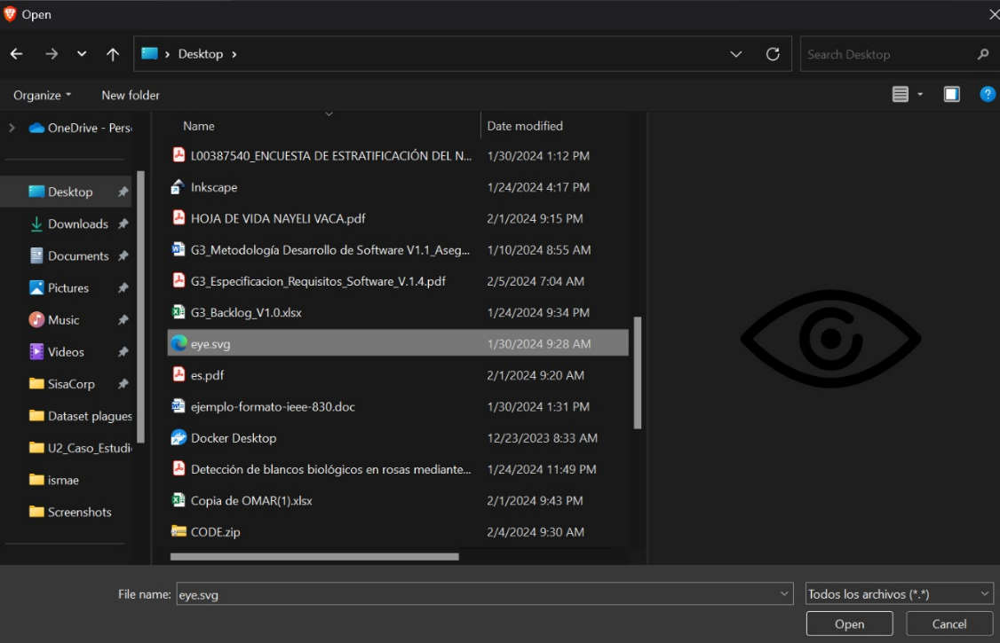 Open
Desktop
Search Desktop
Organize
New folder
OneDrive - Pers
Desktop
Downloads
Documents
Pictures
Music
Videos
SisaCorp
Dataset plagues
U2_Caso_Estudi
ismae
Screenshots
Name Date modified
L00387540_ENCUESTA DE ESTRATIFICACIÓN DEL N... 1/30/2024 1:12 PM
Inkscape 1/24/2024 4:17 PM
HOJA DE VIDA NAYELI VACA.pdf 2/1/2024 9:15 PM
G3_Metodología Desarrollo de Software V1.1_Aseg... 1/10/2024 8:55 AM
G3_Especificacion_Requisitos_Software_V.1.4.pdf 2/5/2024 7:04 AM
G3_Backlog_V1.0.xlsx 1/24/2024 9:34 PM
eye.svg 1/30/2024 9:28 AM
es.pdf 2/1/2024 9:20 AM
ejemplo-formato-ieee-830.doc 1/30/2024 1:31 PM
Docker Desktop 12/23/2023 8:33 AM
Detección de blancos biológicos en rosas mediante... 1/24/2024 11:49 PM
Copia de OMAR(1).xlsx 2/1/2024 9:43 PM
CODE.zip 2/4/2024 9:30 AM
File name: eye.svg
Todos los archivos (*.*)
Open
Cancel